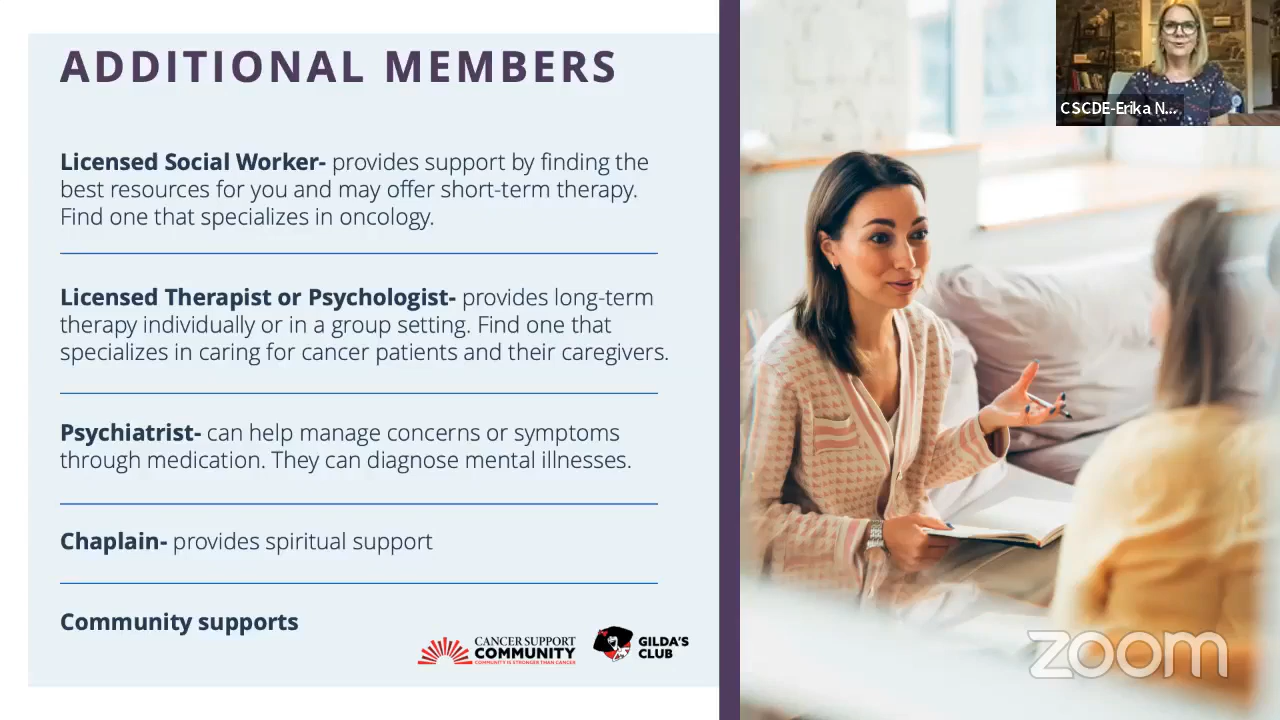 ADDITIONAL MEMBERS
Licensed Social Worker- provides support by finding the
best resources for you and may offer short-term therapy.
Find one that specializes in oncology.
Licensed Therapist or Psychologist- provides long-term
therapy individually or in a group setting. Find one that
specializes in caring for cancer patients and their caregivers.
Psychiatrist- can help manage concerns or symptoms
through medication. They can diagnose mental illnesses.
Chaplain- provides spiritual support
Community supports
CANCER SUPPORT
COMMUNITY
COMMUNITY IS STRONGER THAN CANCER
GILDA'S
CLUB
CSCDE-Erika N...
zoom